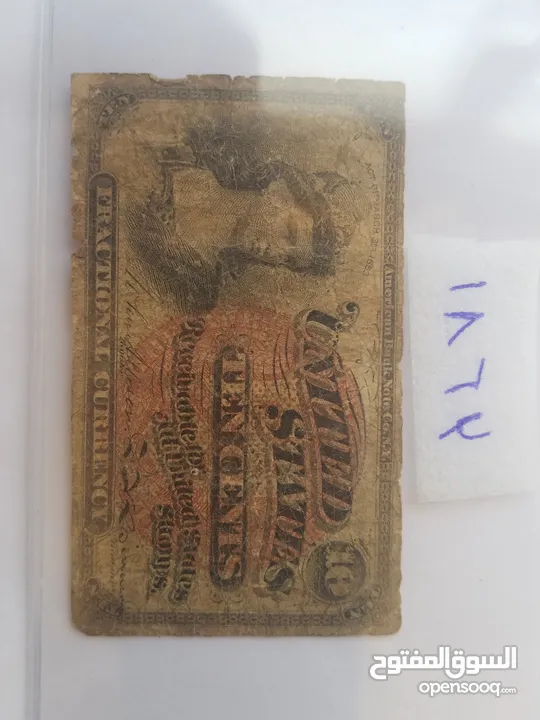 American Bank Note Co. N.Y.
UNITED
STATES
10
TEN CENTS
Receivable for
all United States
Stamps.
FRACTIONAL CURRENCY
السوق المفتوح
opensooq.com